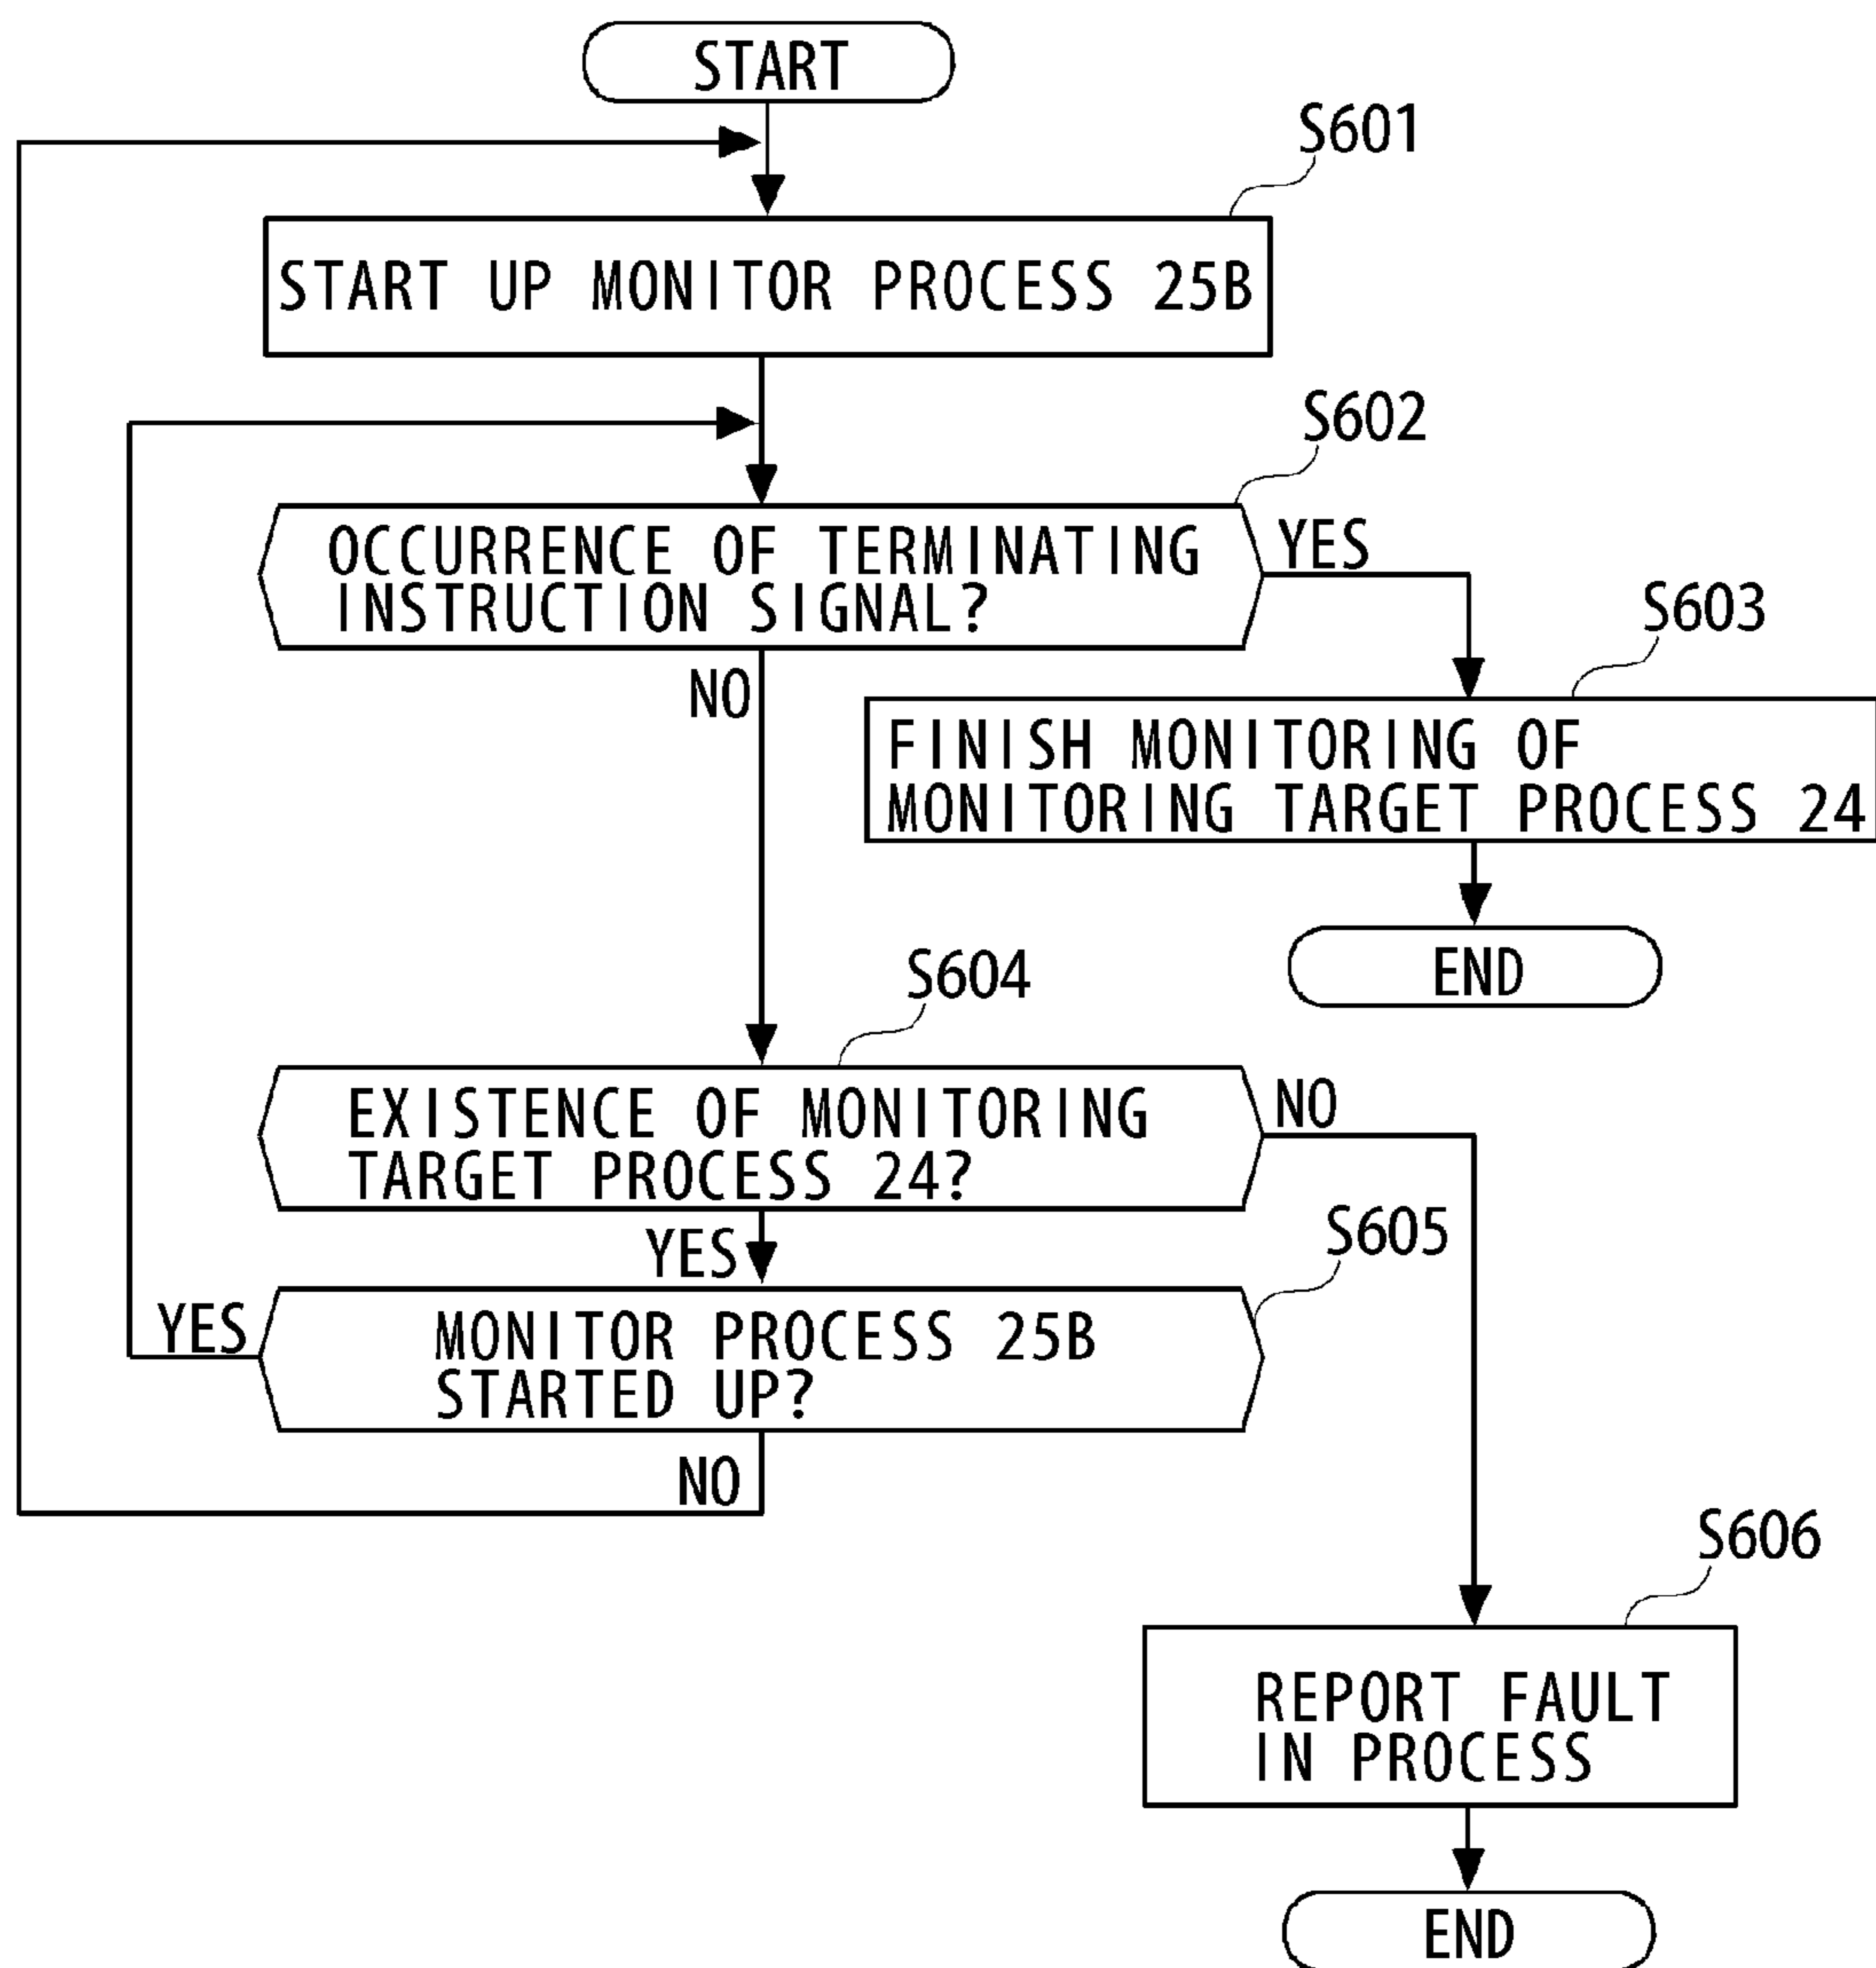 START
S601
START UP MONITOR PROCESS 25B
S602
OCCURRENCE OF TERMINATING
INSTRUCTION SIGNAL?
YES
NO
S603
FINISH MONITORING OF
MONITORING TARGET PROCESS 24
END
S604
EXISTENCE OF MONITORING
TARGET PROCESS 24?
NO
YES
S605
MONITOR PROCESS 25B
STARTED UP?
YES
NO
S606
REPORT FAULT
IN PROCESS
END